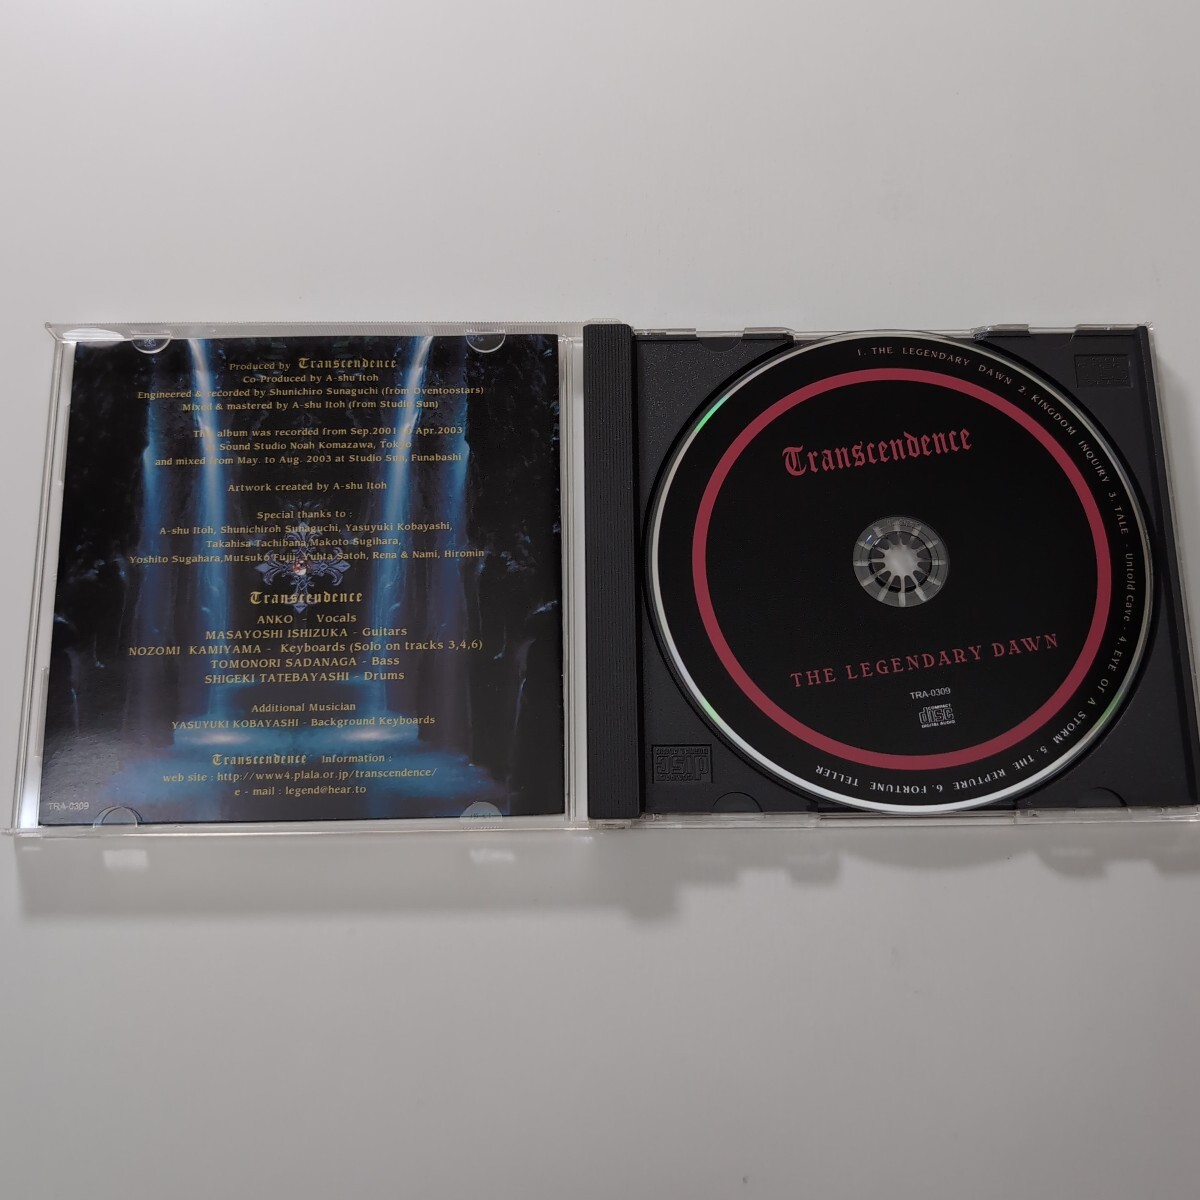 Produced by Transcendence
Co-Produced by A-shu Itoh
Engineered & recorded by Shunichiro Sunaguchi (from Oventoostars)
Mixed & mastered by A-shu Itoh (from Studio Sun)
This album was recorded from Sep.2001 Apr.2003
Sound Studio Noah Komazawa, Tokyo
and mixed from May. to Aug. 2003 at Studio Sun, Funabashi
Artwork created by A-shu Itoh
Special thanks to :
A-shu Itoh, Shunichiroh Sunaguchi, Yasuyuki Kobayashi,
Takahisa Tachibana,Makoto Sugihara,
Yoshito Sugahara,Mutsuko Fujii, Yuhta Satoh, Rena & Nami, Hiromin
Transcendence
ANKO - Vocals
MASAYOSHI ISHIZUKA - Guitars
NOZOMI KAMIYAMA - Keyboards (Solo on tracks 3,4,6)
TOMONORI SADANAGA - Bass
SHIGEKI TATEBAYASHI - Drums
Additional Musician
YASUYUKI KOBAYASHI - Background Keyboards
Transcendence Information :
web site : http://www4.plala.or.jp/transcendence/
e - mail : legend@hear.to
TRA-0309
1. THE LEGENDARY DAWN 2. KINGDOM INQUIRY 3. TALE - Untold Cave - 4. EYE OF A STORM 5. THE REPTURE 6. FORTUNE TELLER
Transcendence
THE LEGENDARY DAWN
TRA-0309
COMPACT
disc
DIGITAL AUDIO